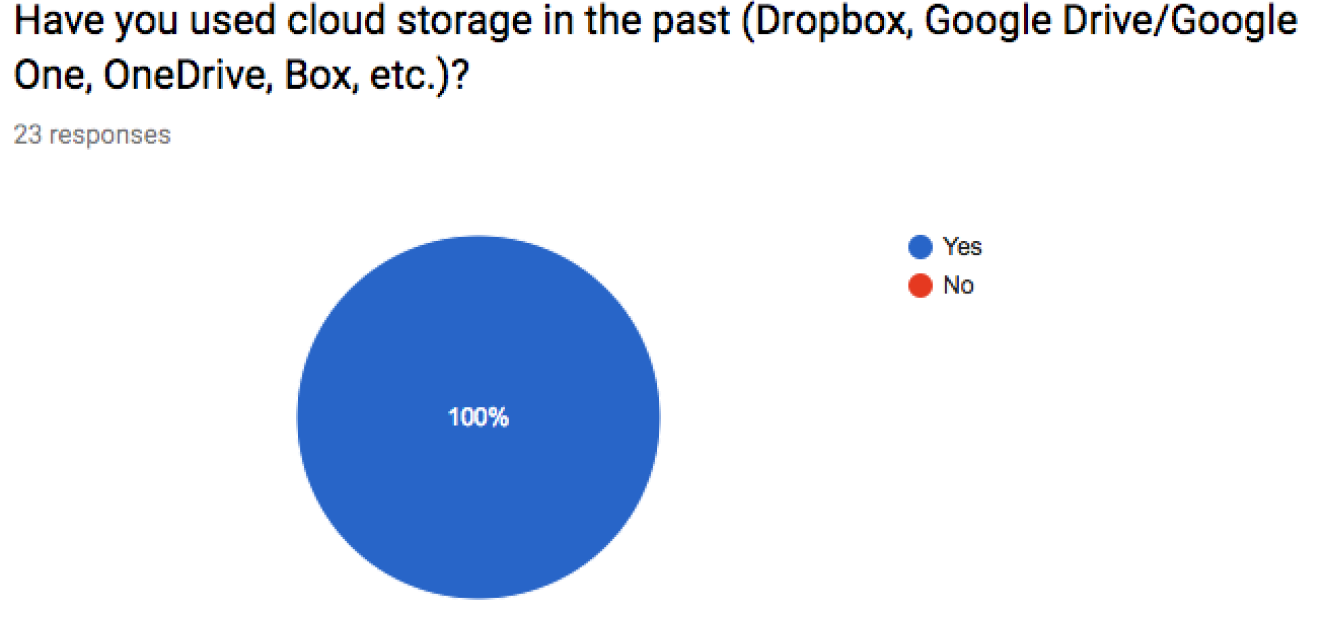 Have you used cloud storage in the past (Dropbox, Google Drive/Google
One, OneDrive, Box, etc.)?
23 responses
Yes
No
100%